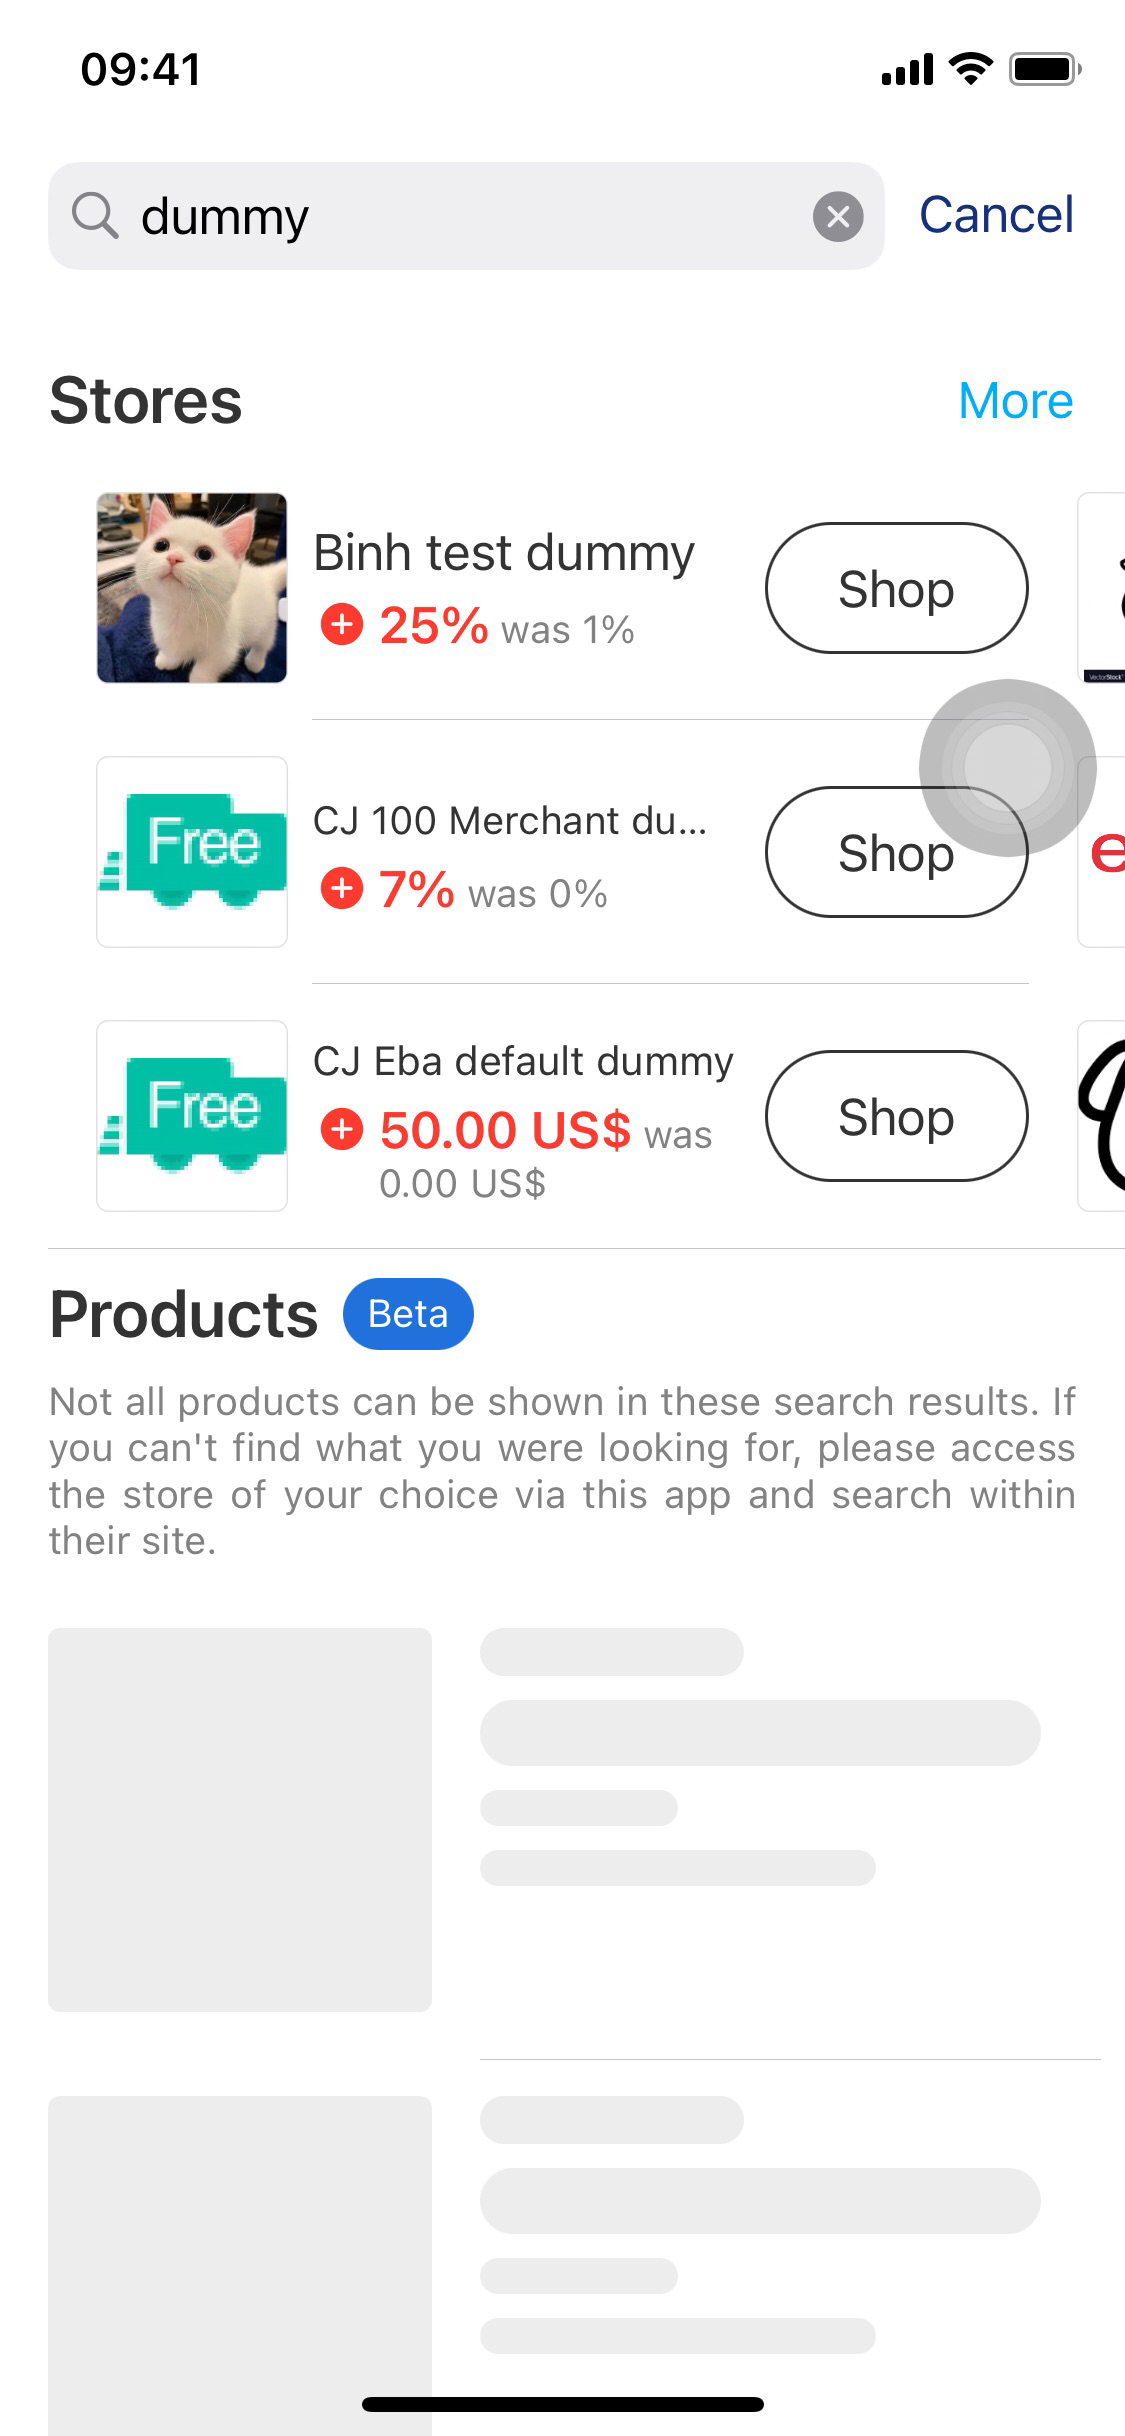 09:41
dummy
Cancel
Stores
More
Binh test dummy
25% was 1%
Shop
VectorStock
Free
CJ 100 Merchant du...
7% was 0%
Shop
e
Free
CJ Eba default dummy
50.00 US$ was
0.00 US$
Shop
Products
Beta
Not all products can be shown in these search results. If
you can't find what you were looking for, please access
the store of your choice via this app and search within
their site.